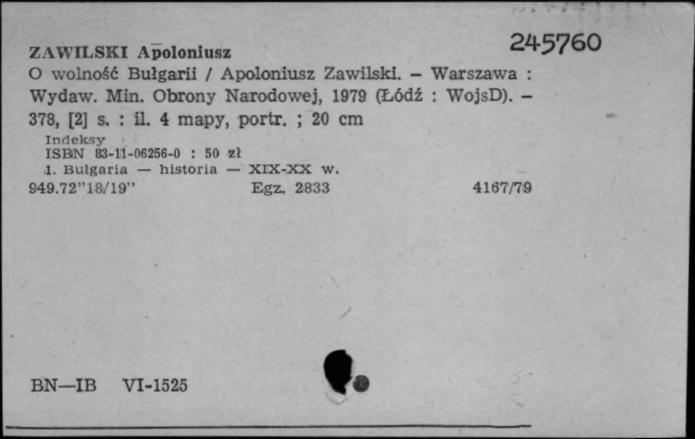 245760
ZAWILSKI Apoloniusz
O wolność Bułgarii / Apoloniusz Zawilski. – Warszawa :
Wydaw. Min. Obrony Narodowej, 1979 (Łódź : WojsD). –
378, [2] s. : il. 4 mapy, portr. ; 20 cm
Indeksy
ISBN 83-11-06256-0 : 50 zł
1. Bułgaria — historia — XIX-XX w.
949.72"18/19" Egz. 2833 4167/79
BN—IB VI-1525